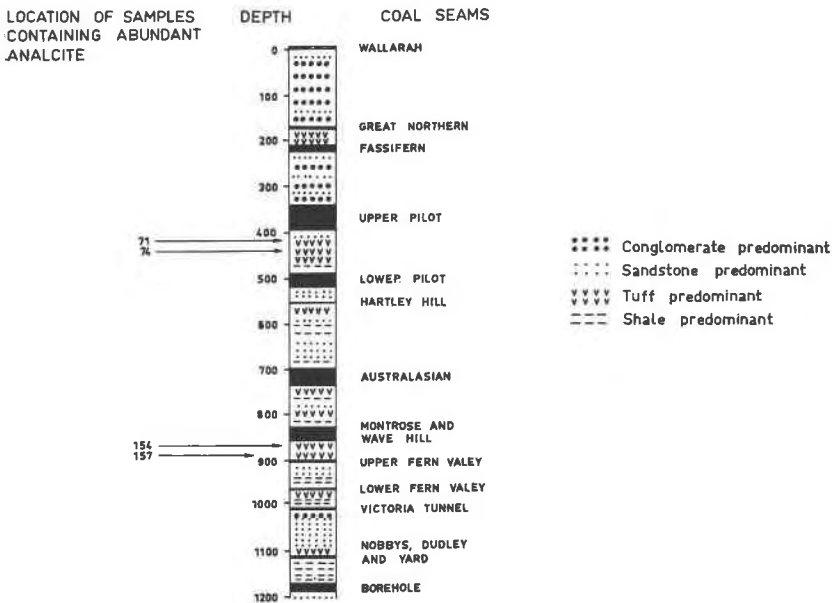 LOCATION OF SAMPLES
CONTAINING ABUNDANT
ANALCITE
DEPTH
COAL SEAMS
0
WALLARAH
100
GREAT NORTHERN
200
FASSIFERN
300
UPPER PILOT
400
71
74
500
LOWER PILOT
HARTLEY HILL
600
700
AUSTRALASIAN
800
MONTROSE AND
WAVE HILL
154
157
900
UPPER FERN VALEY
LOWER FERN VALEY
1000
VICTORIA TUNNEL
1100
NOBBYS, DUDLEY
AND YARD
BOREHOLE
1200
Conglomerate predominant
Sandstone predominant
Tuff predominant
Shale predominant